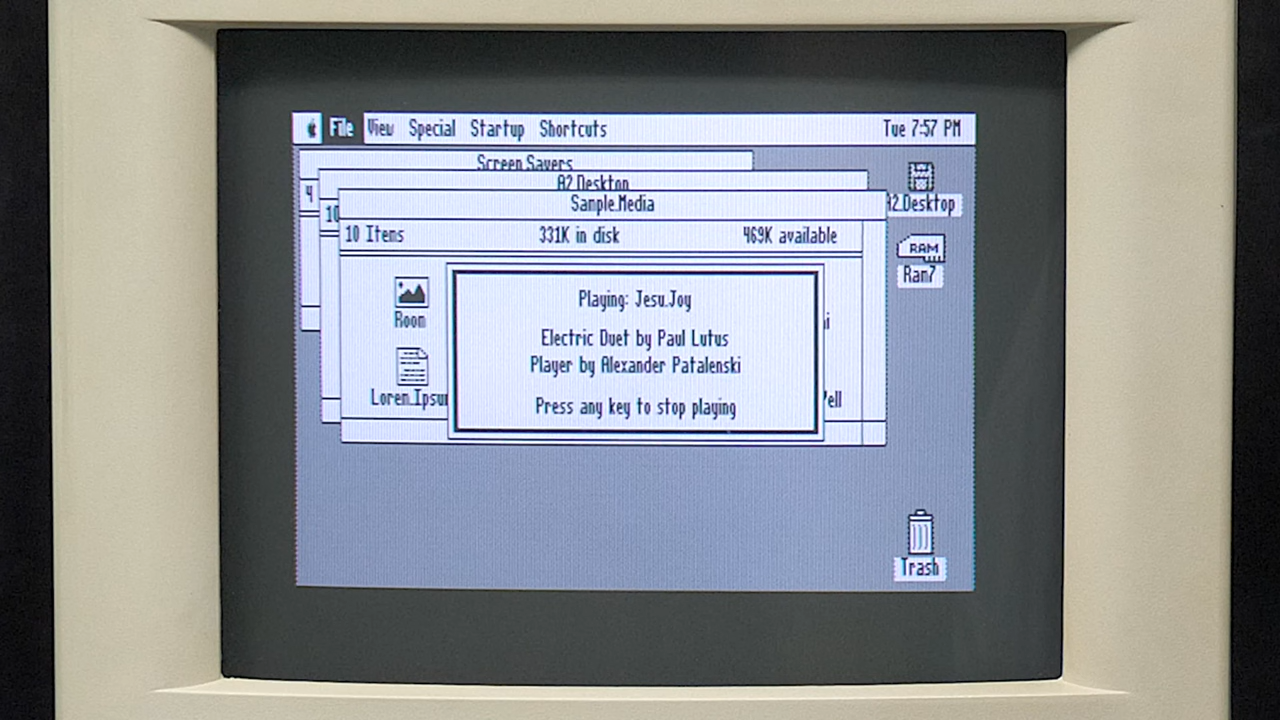 File View Special Startup Shortcuts Tue 7:57 PM
Screen Savers
A2.Desktop
Sample.Media
4
10
10 Items 331K in disk 469K available
A2.Desktop
RAM
Ram7
Room
Loren.Ipsu
Playing: Jesu.Joy
Electric Duet by Paul Lutus
Player by Alexander Patalenski
Press any key to stop playing
Trash